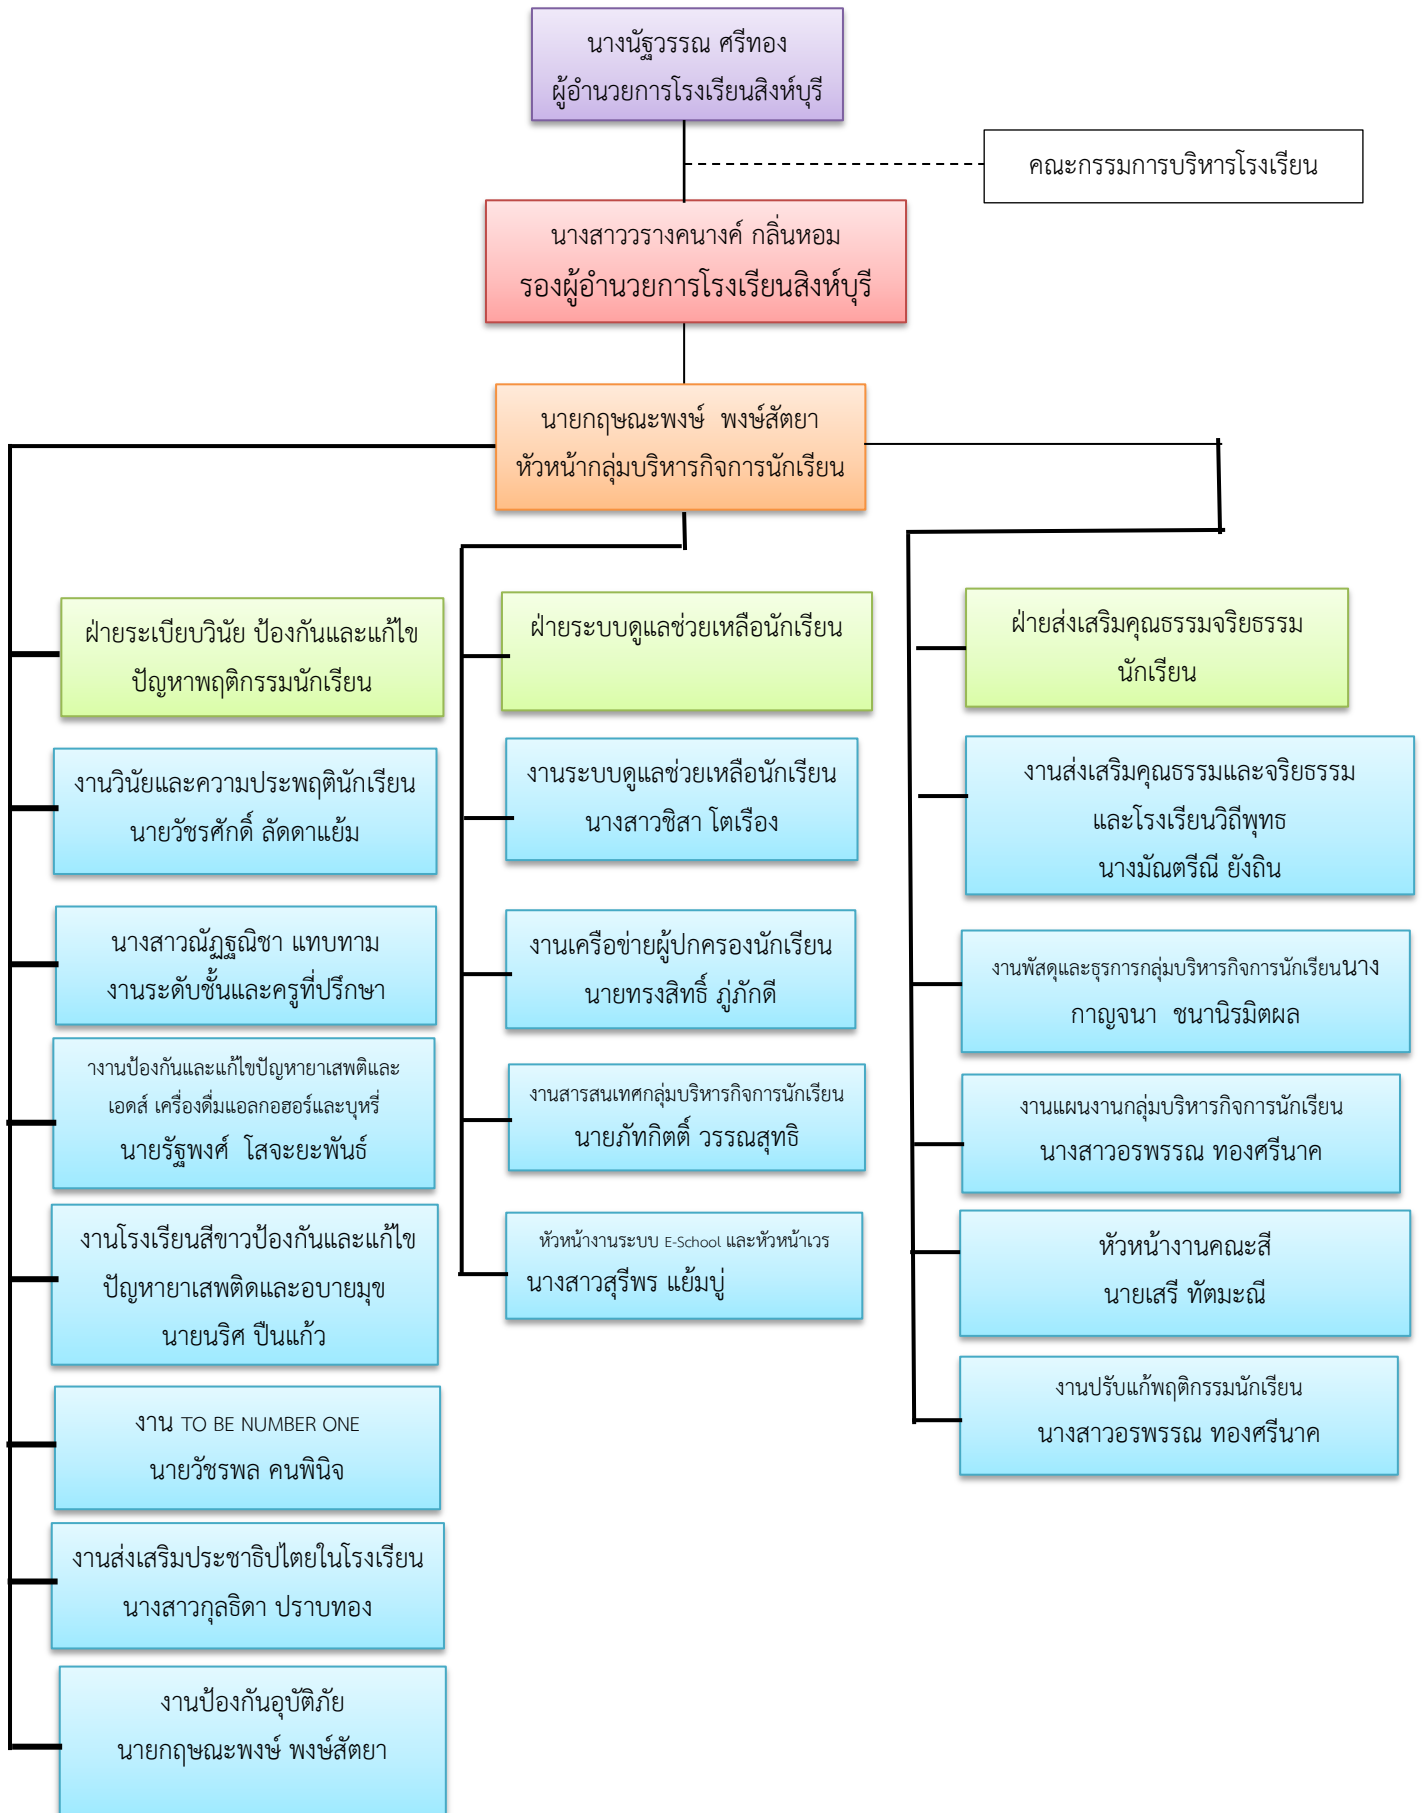 นางนัฐวรรณ ศรีทอง
ผู้อำนวยการโรงเรียนสิงห์บุรี
คณะกรรมการบริหารโรงเรียน
นางสาววรางคนางค์ กลิ่นหอม
รองผู้อำนวยการโรงเรียนสิงห์บุรี
นายกฤษณะพงษ์  พงษ์สัตยา
หัวหน้ากลุ่มบริหารกิจการนักเรียน
ฝ่ายระเบียบวินัย ป้องกันและแก้ไข
ปัญหาพฤติกรรมนักเรียน
งานวินัยและความประพฤตินักเรียน
นายวัชรศักดิ์ ลัดดาแย้ม
นางสาวณัฏฐณิชา แทบทาม
งานระดับชั้นและครูที่ปรึกษา
างานป้องกันและแก้ไขปัญหายาเสพติและ
เอดส์ เครื่องดื่มแอลกอฮอร์และบุหรี่
นายรัฐพงศ์  โสจะยะพันธ์
งานโรงเรียนสีขาวป้องกันและแก้ไข
ปัญหายาเสพติดและอบายมุข
นายนริศ ปืนแก้ว
งาน TO BE NUMBER ONE
นายวัชรพล คนพินิจ
งานส่งเสริมประชาธิปไตยในโรงเรียน
นางสาวกุลธิดา ปราบทอง
งานป้องกันอุบัติภัย
นายกฤษณะพงษ์ พงษ์สัตยา
ฝ่ายระบบดูแลช่วยเหลือนักเรียน
งานระบบดูแลช่วยเหลือนักเรียน
นางสาวชิสา โตเรือง
งานเครือข่ายผู้ปกครองนักเรียน
นายทรงสิทธิ์ ภู่ภักดี
งานสารสนเทศกลุ่มบริหารกิจการนักเรียน
นายภัทกิตติ์ วรรณสุทธิ
หัวหน้างานระบบ E-School และหัวหน้าเวร
นางสาวสุรีพร แย้มบู่
ฝ่ายส่งเสริมคุณธรรมจริยธรรม
นักเรียน
งานส่งเสริมคุณธรรมและจริยธรรม
และโรงเรียนวิถีพุทธ
นางมัณตรีณี ยังถิน
งานพัสดุและธุรการกลุ่มบริหารกิจการนักเรียนนาง
กาญจนา  ชนานิรมิตผล
งานแผนงานกลุ่มบริหารกิจการนักเรียน
นางสาวอรพรรณ ทองศรีนาค
หัวหน้างานคณะสี
นายเสรี ทัตมะณี
งานปรับแก้พฤติกรรมนักเรียน
นางสาวอรพรรณ ทองศรีนาค